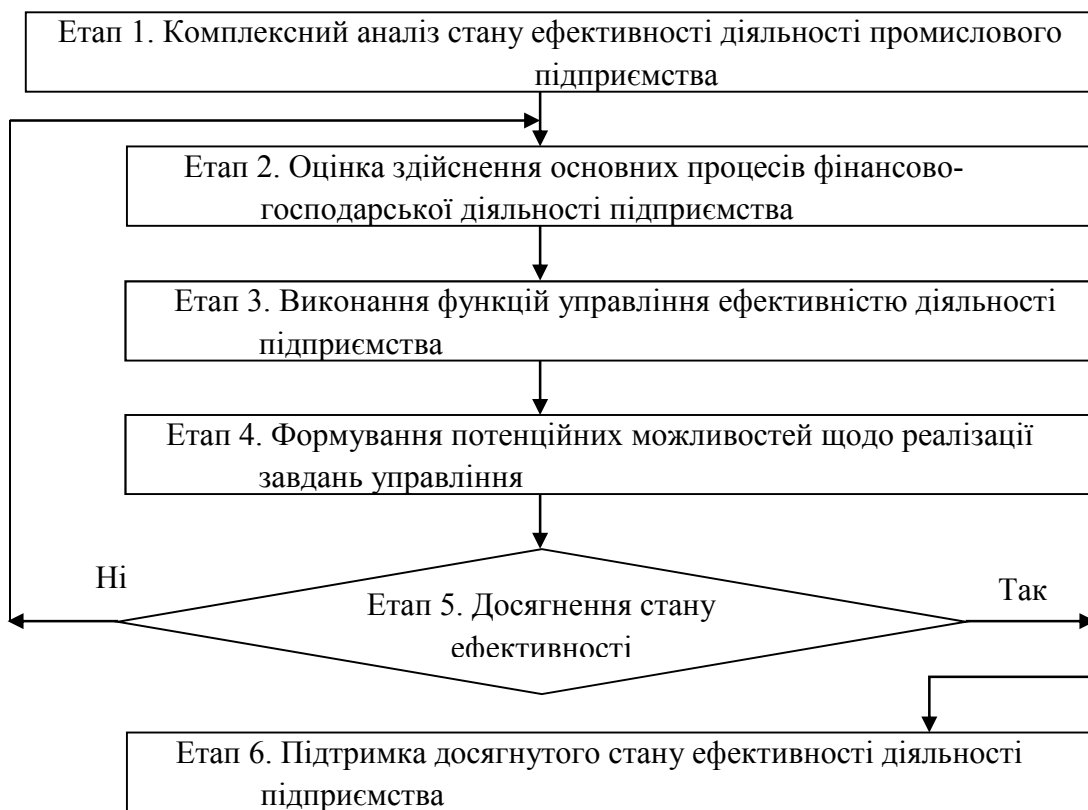 Етап 1. Комплексний аналіз стану ефективності діяльності промислового
підприємства
Етап 2. Оцінка здійснення основних процесів фінансово-
господарської діяльності підприємства
Етап 3. Виконання функцій управління ефективністю діяльності
підприємства
Етап 4. Формування потенційних можливостей щодо реалізації
завдань управління
Ні
Етап 5. Досягнення стану
ефективності
Так
Етап 6. Підтримка досягнутого стану ефективності діяльності
підприємства